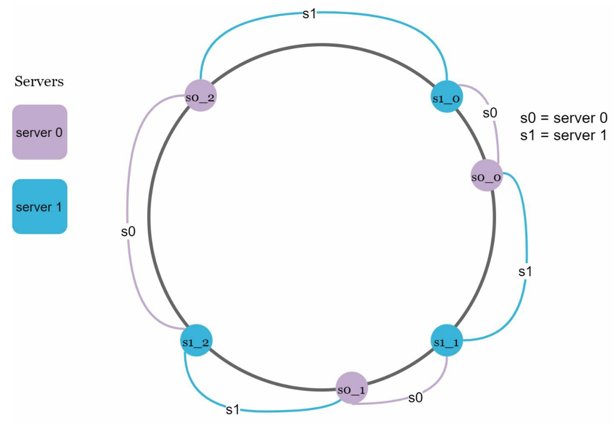 s1
Servers
server 0
server 1
s0_2
s1_0
s0
s0 = server 0
s1 = server 1
s0_0
s0
s1
s1_2
s1_1
s0_1
s1
s0